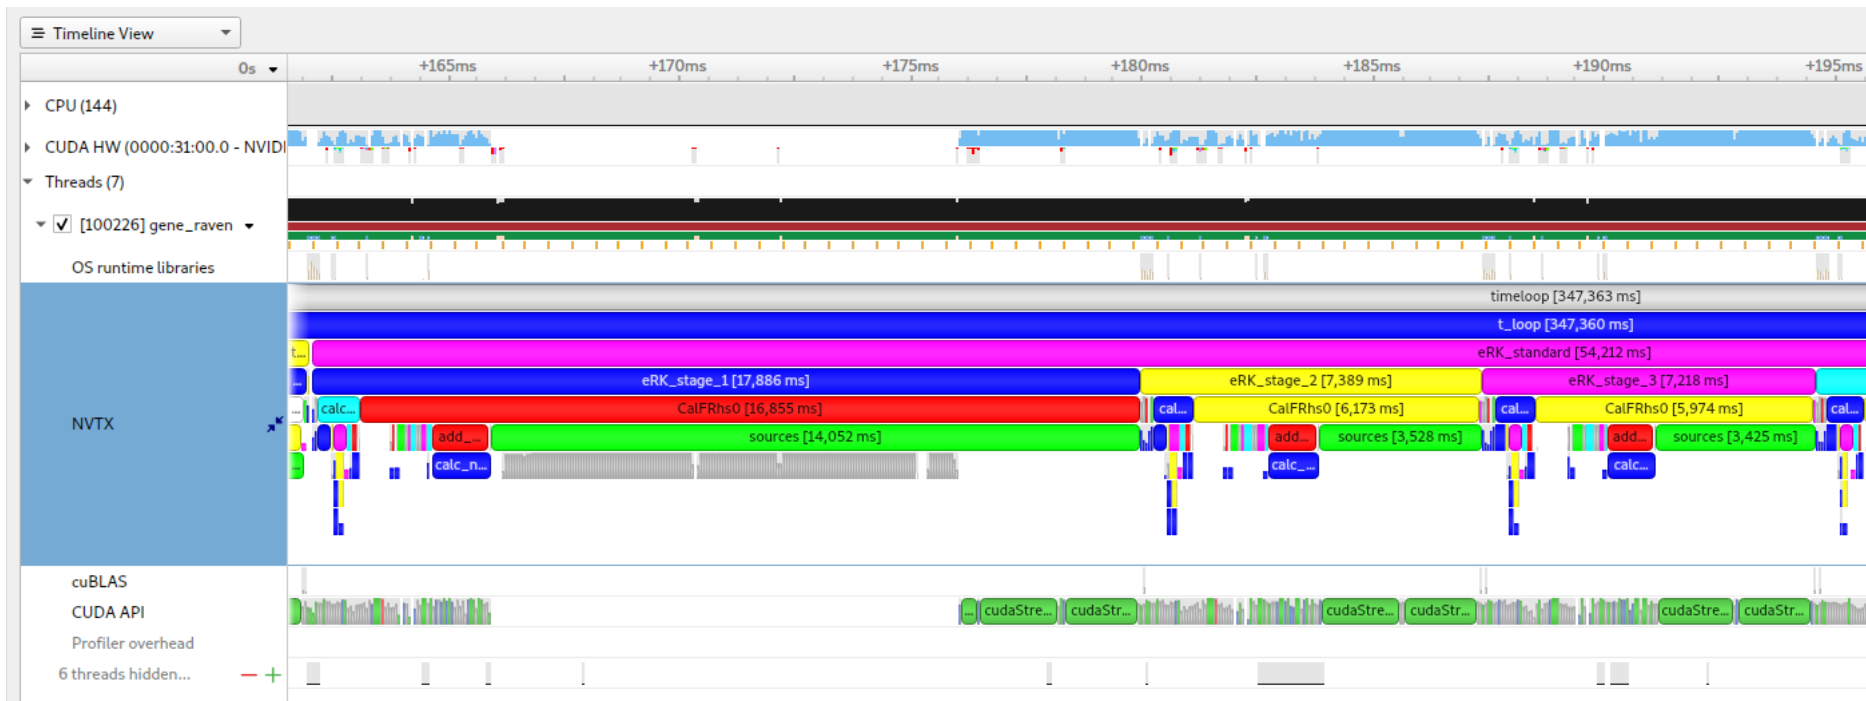 Timeline View
0s +165ms +170ms +175ms +180ms +185ms +190ms +195ms
CPU (144)
CUDA HW (0000:31:00.0 - NVIDI
Threads (7)
[100226] gene_raven
OS runtime libraries
timeloop [347,363 ms]
t_loop [347,360 ms]
t... eRK_standard [54,212 ms]
... eRK_stage_1 [17,886 ms] eRK_stage_2 [7,389 ms] eRK_stage_3 [7,218 ms]
... calc... CalFRhs0 [16,855 ms] cal... CalFRhs0 [6,173 ms] cal... CalFRhs0 [5,974 ms] cal...
NVTX
add_... sources [14,052 ms] add... sources [3,528 ms] add... sources [3,425 ms]
... calc_n... calc_... calc...
cuBLAS
CUDA API ... cudaStre... cudaStr... cudaStre... cudaStr... cudaStre... cudaStr...
Profiler overhead
6 threads hidden... − +